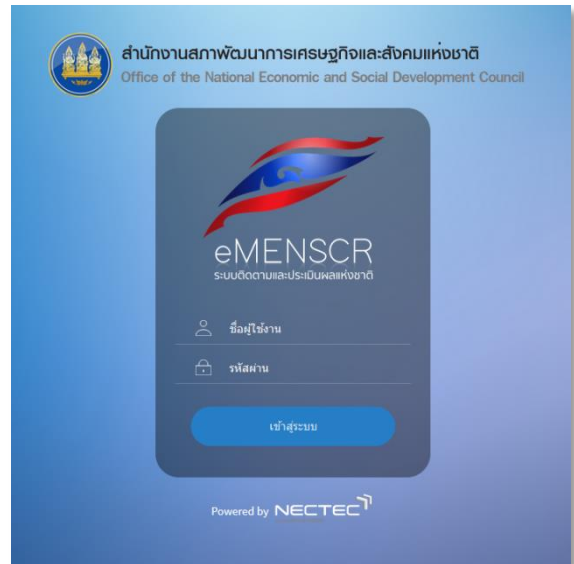 สำนักงานสภาพัฒนาการเศรษฐกิจและสังคมแห่งชาติ
Office of the National Economic and Social Development Council
eMENSCR
ระบบติดตามและประเมินผลแห่งชาติ
ชื่อผู้ใช้งาน
รหัสผ่าน
เข้าสู่ระบบ
Powered by NECTEC